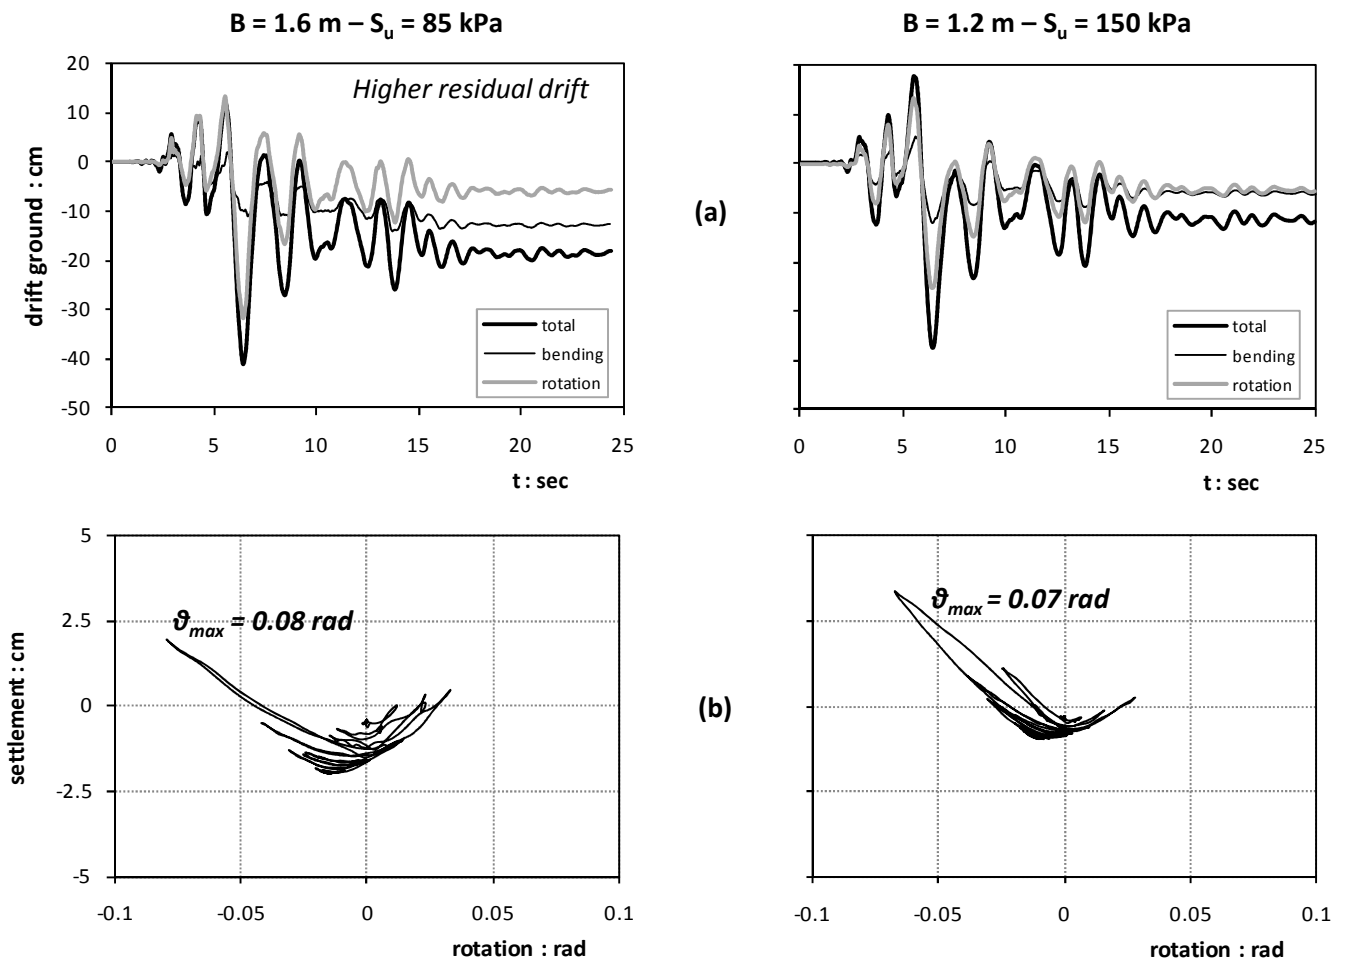 B = 1.6 m – Su = 85 kPa
B = 1.2 m – Su = 150 kPa
Higher residual drift
drift ground : cm
20
10
0
-10
-20
-30
-40
-50
total
bending
rotation
0 5 10 15 20 25
t : sec
(a)
total
bending
rotation
0 5 10 15 20 25
t : sec
settlement : cm
5
2.5
0
-2.5
-5
ϑmax = 0.08 rad
-0.1 -0.05 0 0.05 0.1
rotation : rad
(b)
ϑmax = 0.07 rad
-0.1 -0.05 0 0.05 0.1
rotation : rad